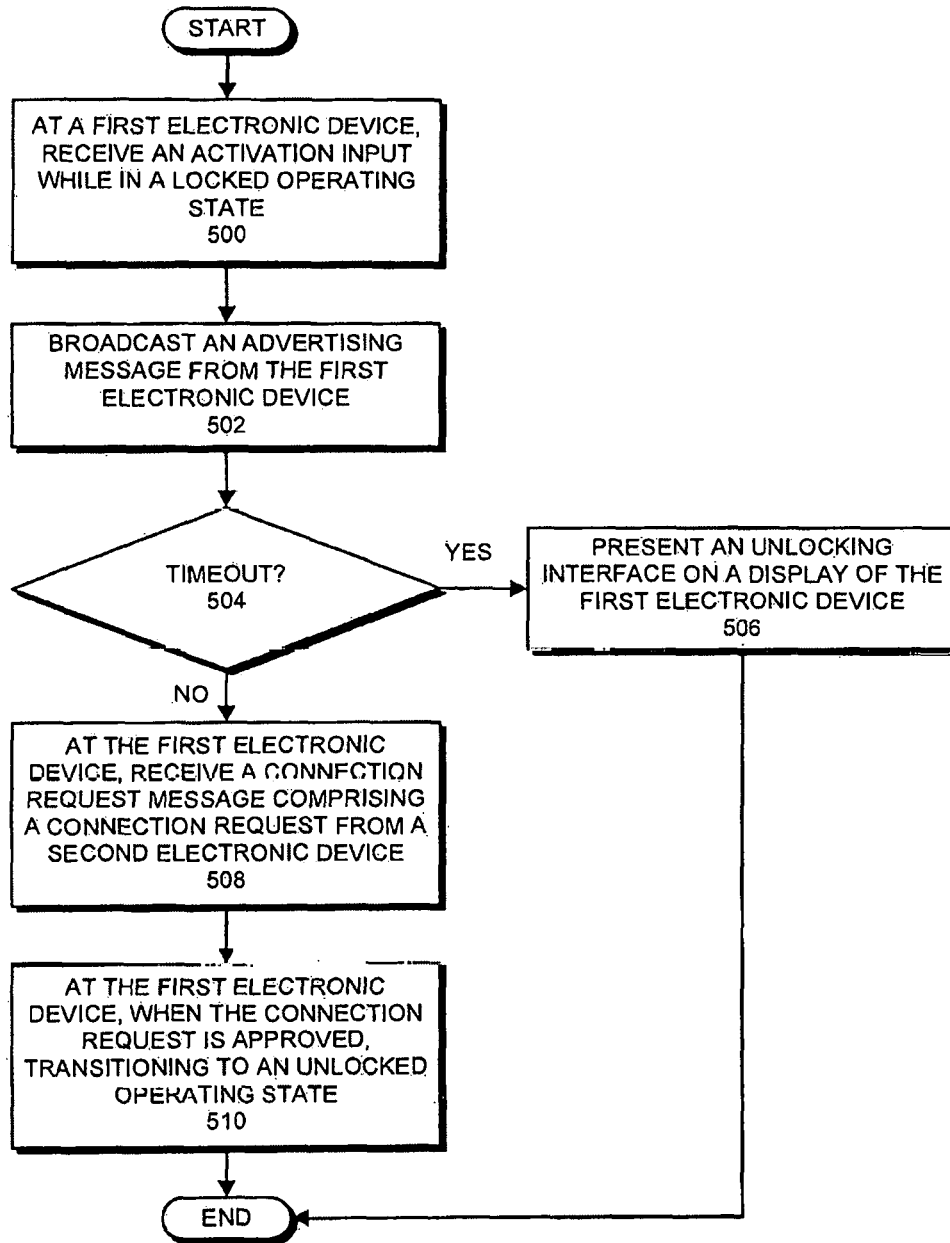 START
AT A FIRST ELECTRONIC DEVICE,
RECEIVE AN ACTIVATION INPUT
WHILE IN A LOCKED OPERATING
STATE
500
BROADCAST AN ADVERTISING
MESSAGE FROM THE FIRST
ELECTRONIC DEVICE
502
TIMEOUT?
504
YES
PRESENT AN UNLOCKING
INTERFACE ON A DISPLAY OF THE
FIRST ELECTRONIC DEVICE
506
NO
AT THE FIRST ELECTRONIC
DEVICE, RECEIVE A CONNECTION
REQUEST MESSAGE COMPRISING
A CONNECTION REQUEST FROM A
SECOND ELECTRONIC DEVICE
508
AT THE FIRST ELECTRONIC
DEVICE, WHEN THE CONNECTION
REQUEST IS APPROVED,
TRANSITIONING TO AN UNLOCKED
OPERATING STATE
510
END